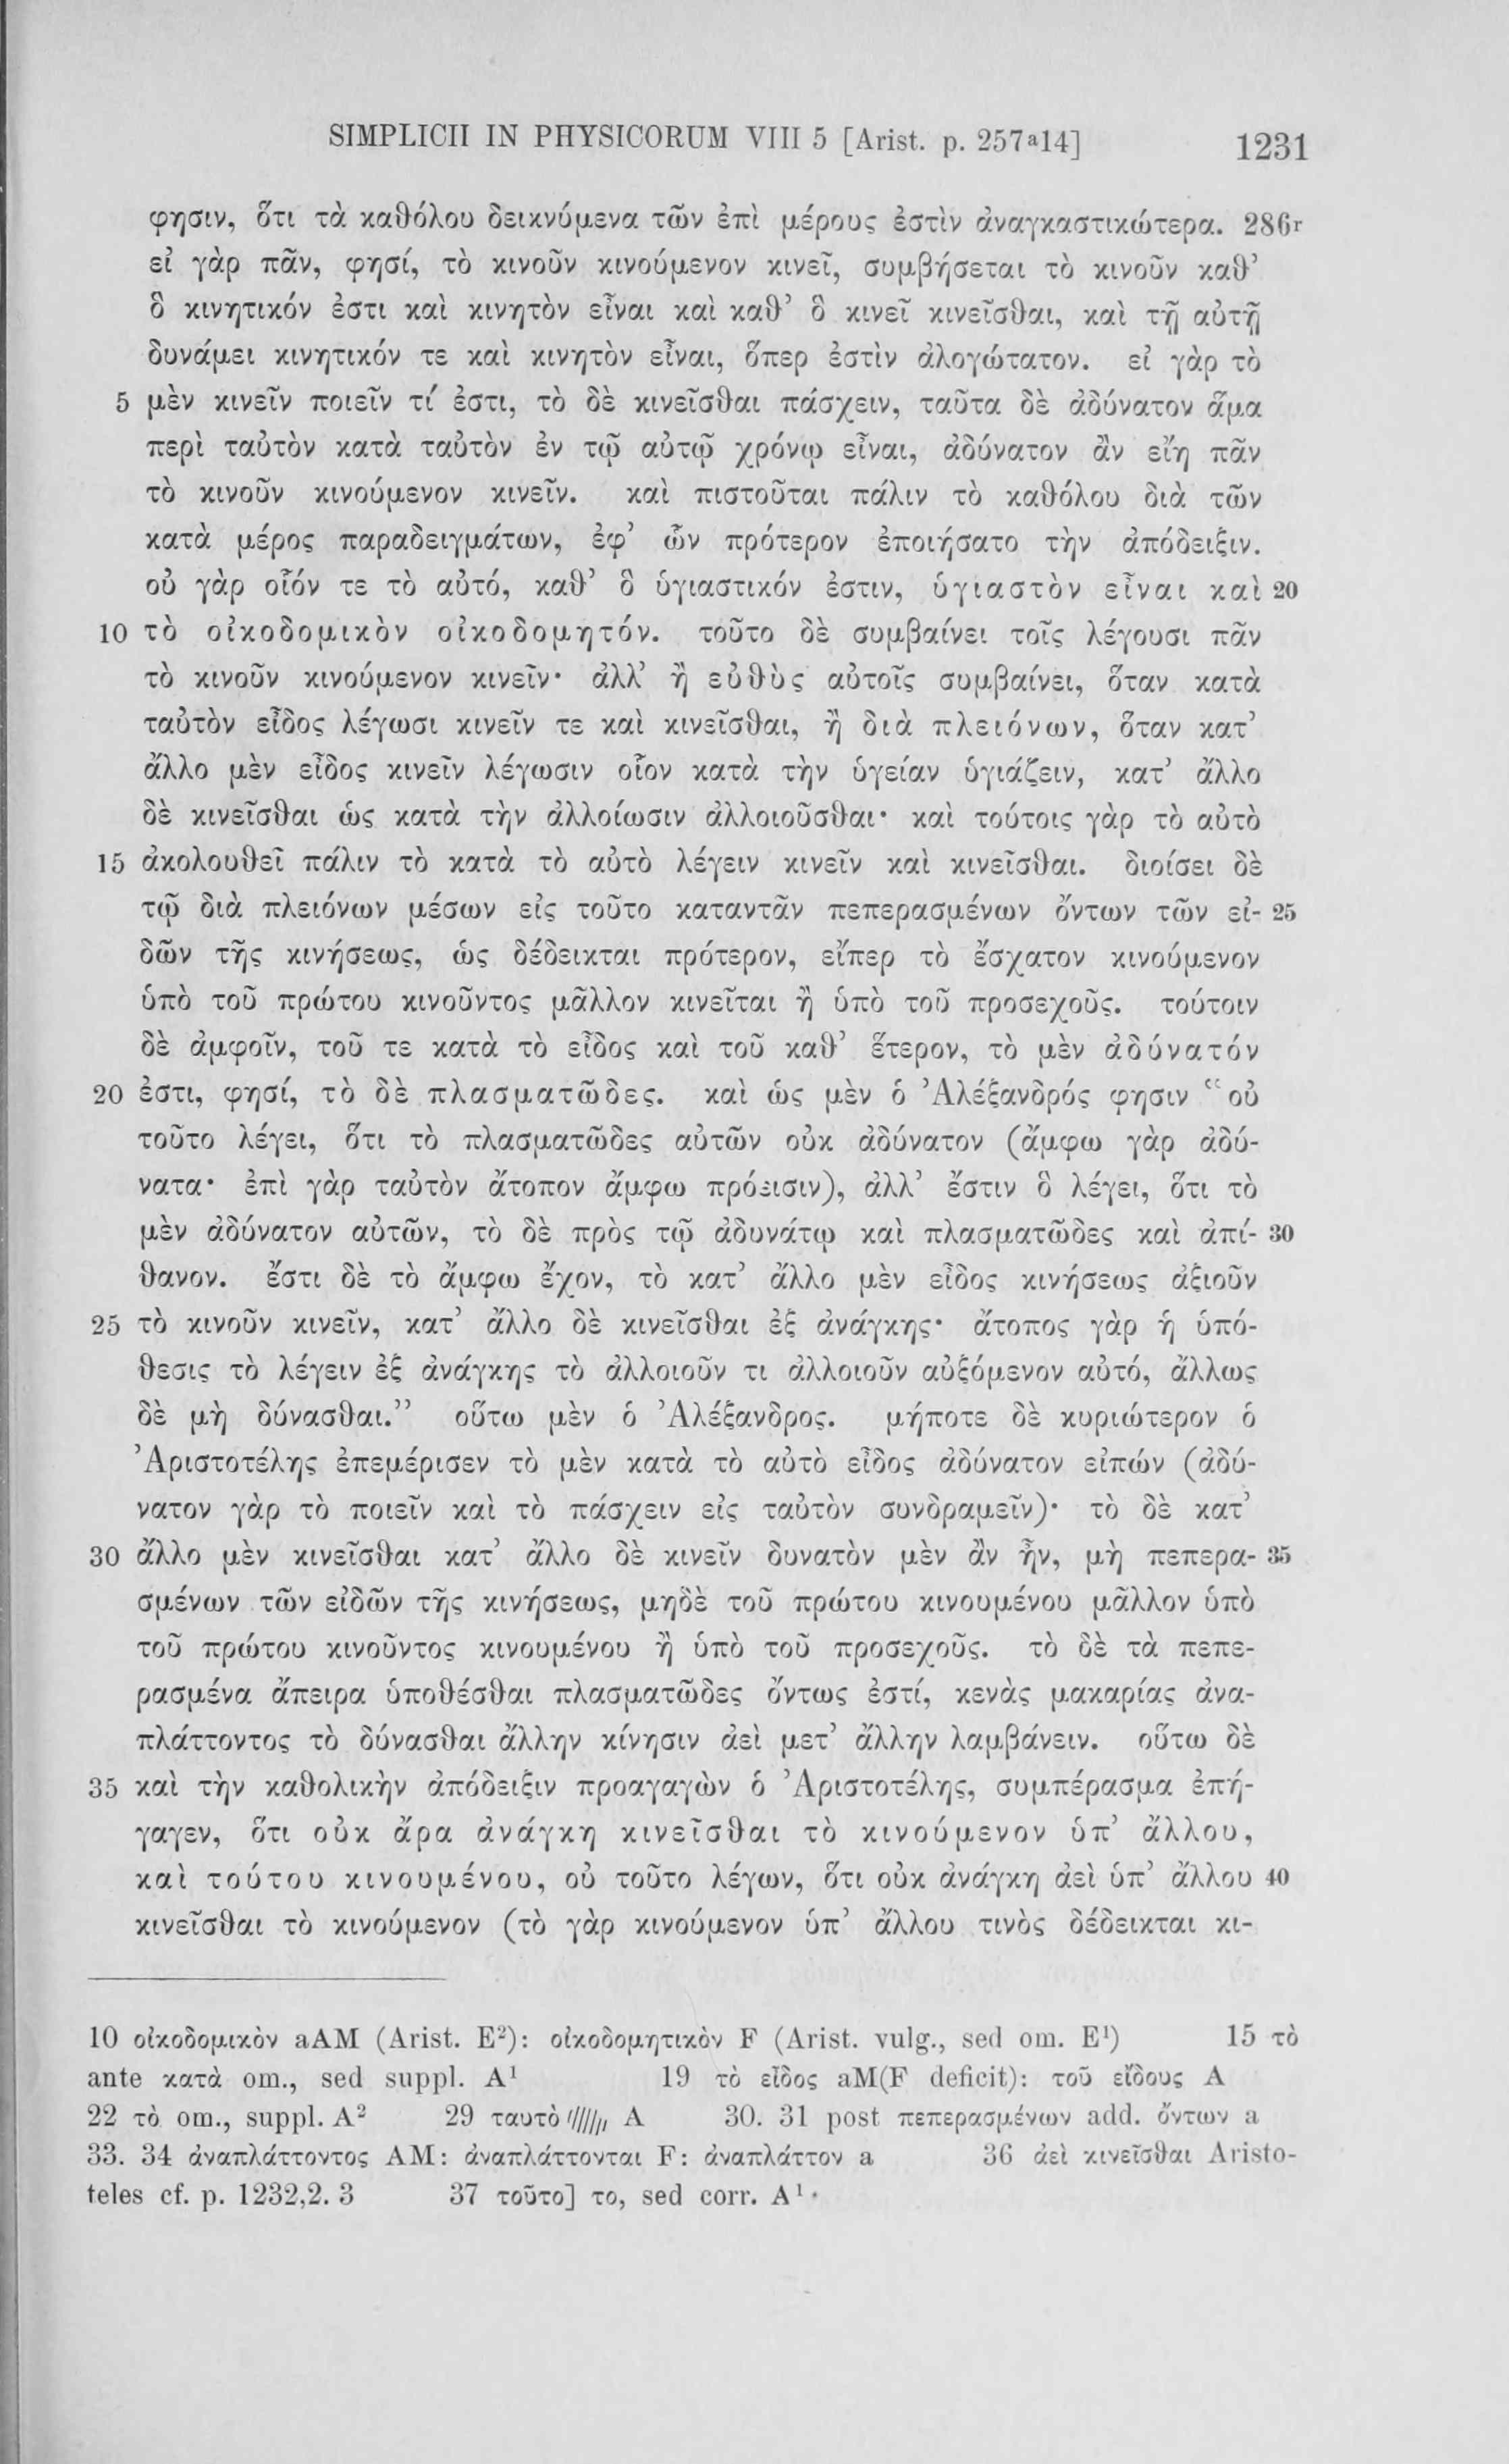 SIMPLICII IN PHYSICORUM VIII 5 [Arist. p. 257ᵃ14] 1231
φησιν, ὅτι τὰ καθόλου δεικνύμενα τῶν ἐπὶ μέρους ἐστὶν ἀναγκαστικώτερα. 286r
εἰ γὰρ πᾶν, φησί, τὸ κινοῦν κινούμενον κινεῖ, συμβήσεται τὸ κινοῦν καθ’
ὃ κινητικόν ἐστι καὶ κινητὸν εἶναι καὶ καθ’ ὃ κινεῖ κινεῖσθαι, καὶ τῇ αὐτῇ
δυνάμει κινητικόν τε καὶ κινητὸν εἶναι, ὅπερ ἐστὶν ἀλογώτατον. εἰ γὰρ τὸ
5 μὲν κινεῖν ποιεῖν τί ἐστι, τὸ δὲ κινεῖσθαι πάσχειν, ταῦτα δὲ ἀδύνατον ἅμα
περὶ ταὐτὸν κατὰ ταὐτὸν ἐν τῷ αὐτῷ χρόνῳ εἶναι, ἀδύνατον ἂν εἴη πᾶν
τὸ κινοῦν κινούμενον κινεῖν. καὶ πιστοῦται πάλιν τὸ καθόλου διὰ τῶν
κατὰ μέρος παραδειγμάτων, ἐφ’ ὧν πρότερον ἐποιήσατο τὴν ἀπόδειξιν.
οὐ γὰρ οἷόν τε τὸ αὐτό, καθ’ ὃ ὑγιαστικόν ἐστιν, ὑγιαστὸν εἶναι καὶ 20
10 τὸ οἰκοδομικὸν οἰκοδομητόν. τοῦτο δὲ συμβαίνει τοῖς λέγουσι πᾶν
τὸ κινοῦν κινούμενον κινεῖν· ἀλλ’ ἢ εὐθὺς αὐτοῖς συμβαίνει, ὅταν κατὰ
ταὐτὸν εἶδος λέγωσι κινεῖν τε καὶ κινεῖσθαι, ἢ διὰ πλειόνων, ὅταν κατ’
ἄλλο μὲν εἶδος κινεῖν λέγωσιν οἷον κατὰ τὴν ὑγείαν ὑγιάζειν, κατ’ ἄλλο
δὲ κινεῖσθαι ὡς κατὰ τὴν ἀλλοίωσιν ἀλλοιοῦσθαι· καὶ τούτοις γὰρ τὸ αὐτὸ
15 ἀκολουθεῖ πάλιν τὸ κατὰ τὸ αὐτὸ λέγειν κινεῖν καὶ κινεῖσθαι. διοίσει δὲ
τῷ διὰ πλειόνων μέσων εἰς τοῦτο καταντᾶν πεπερασμένων ὄντων τῶν εἰ- 25
δῶν τῆς κινήσεως, ὡς δέδεικται πρότερον, εἴπερ τὸ ἔσχατον κινούμενον
ὑπὸ τοῦ πρώτου κινοῦντος μᾶλλον κινεῖται ἢ ὑπὸ τοῦ προσεχοῦς. τούτοιν
δὲ ἀμφοῖν, τοῦ τε κατὰ τὸ εἶδος καὶ τοῦ καθ’ ἕτερον, τὸ μὲν ἀδύνατόν
20 ἐστι, φησί, τὸ δὲ πλασματῶδες. καὶ ὡς μὲν ὁ Ἀλέξανδρός φησιν “οὐ
τοῦτο λέγει, ὅτι τὸ πλασματῶδες αὐτῶν οὐκ ἀδύνατον (ἄμφω γὰρ ἀδύ-
νατα· ἐπὶ γὰρ ταὐτὸν ἄτοπον ἄμφω πρόεισιν), ἀλλ’ ἔστιν ὃ λέγει, ὅτι τὸ
μὲν ἀδύνατον αὐτῶν, τὸ δὲ πρὸς τῷ ἀδυνάτῳ καὶ πλασματῶδες καὶ ἀπί- 30
θανον. ἔστι δὲ τὸ ἄμφω ἔχον, τὸ κατ’ ἄλλο μὲν εἶδος κινήσεως ἀξιοῦν
25 τὸ κινοῦν κινεῖν, κατ’ ἄλλο δὲ κινεῖσθαι ἐξ ἀνάγκης· ἄτοπος γὰρ ἡ ὑπό-
θεσις τὸ λέγειν ἐξ ἀνάγκης τὸ ἀλλοιοῦν τι ἀλλοιοῦν αὐξόμενον αὐτό, ἄλλως
δὲ μὴ δύνασθαι.” οὕτω μὲν ὁ Ἀλέξανδρος. μήποτε δὲ κυριώτερον ὁ
Ἀριστοτέλης ἐπεμέρισεν τὸ μὲν κατὰ τὸ αὐτὸ εἶδος ἀδύνατον εἰπών (ἀδύ-
νατον γὰρ τὸ ποιεῖν καὶ τὸ πάσχειν εἰς ταὐτὸν συνδραμεῖν)· τὸ δὲ κατ’
30 ἄλλο μὲν κινεῖσθαι κατ’ ἄλλο δὲ κινεῖν δυνατὸν μὲν ἂν ἦν, μὴ πεπερα- 35
σμένων τῶν εἰδῶν τῆς κινήσεως, μηδὲ τοῦ πρώτου κινουμένου μᾶλλον ὑπὸ
τοῦ πρώτου κινοῦντος κινουμένου ἢ ὑπὸ τοῦ προσεχοῦς. τὸ δὲ τὰ πεπε-
ρασμένα ἄπειρα ὑποθέσθαι πλασματῶδες ὄντως ἐστί, κενὰς μακαρίας ἀνα-
πλάττοντος τὸ δύνασθαι ἄλλην κίνησιν ἀεὶ μετ’ ἄλλην λαμβάνειν. οὕτω δὲ
35 καὶ τὴν καθολικὴν ἀπόδειξιν προαγαγὼν ὁ Ἀριστοτέλης, συμπέρασμα ἐπή-
γαγεν, ὅτι οὐκ ἄρα ἀνάγκη κινεῖσθαι τὸ κινούμενον ὑπ’ ἄλλου,
καὶ τούτου κινουμένου, οὐ τοῦτο λέγων, ὅτι οὐκ ἀνάγκη ἀεὶ ὑπ’ ἄλλου 40
κινεῖσθαι τὸ κινούμενον (τὸ γὰρ κινούμενον ὑπ’ ἄλλου τινὸς δέδεικται κι-
10 οἰκοδομικὸν aAM (Arist. E²): οἰκοδομητικὸν F (Arist. vulg., sed om. E¹) 15 τὸ
ante κατὰ om., sed suppl. A¹ 19 τὸ εἶδος aM(F deficit): τοῦ εἴδους A
22 τὸ om., suppl. A² 29 ταυτὸ A 30. 31 post πεπερασμένων add. ὄντων a
33. 34 ἀναπλάττοντος AM: ἀναπλάττονται F: ἀναπλάττον a 36 ἀεὶ κινεῖσθαι Aristo-
teles cf. p. 1232,2. 3 37 τοῦτο] το, sed corr. A¹